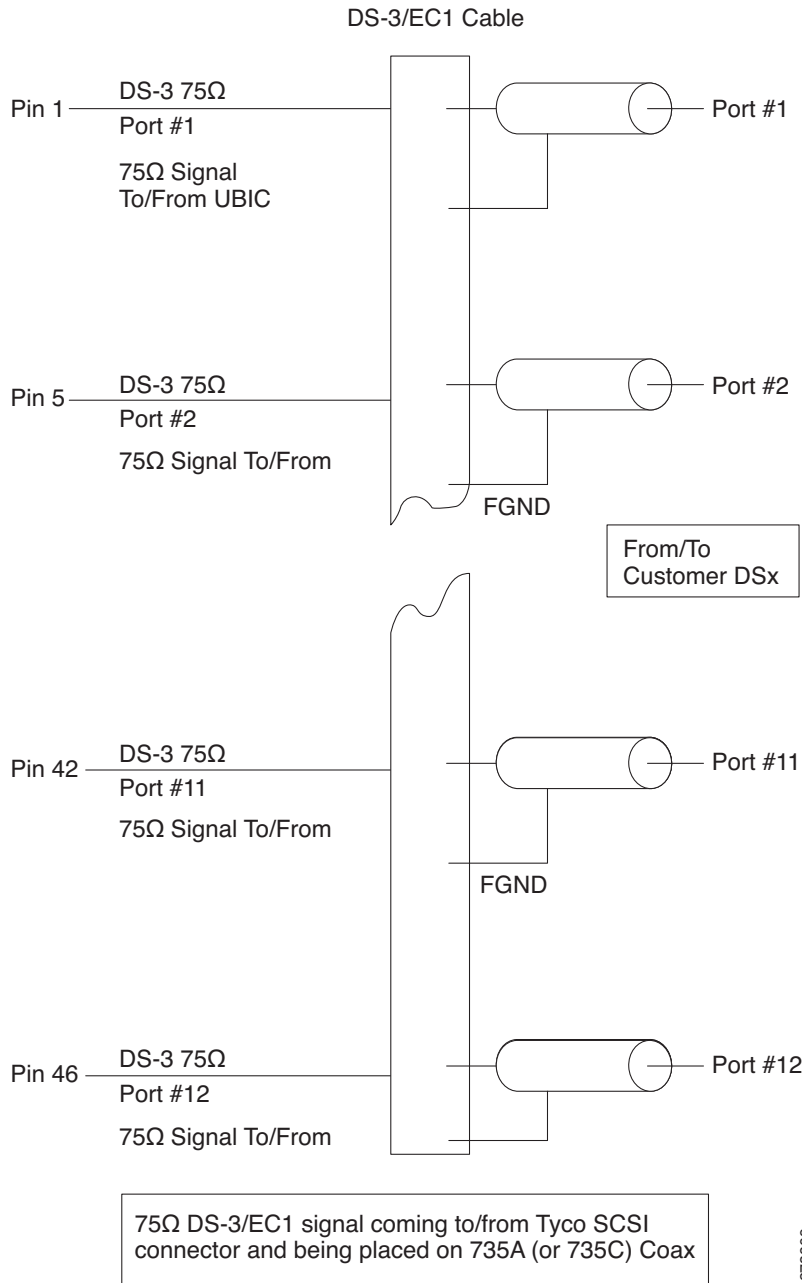 DS-3/EC1 Cable
Pin 1
DS-3 75Ω
Port #1
75Ω Signal
To/From UBIC
Port #1
Pin 5
DS-3 75Ω
Port #2
75Ω Signal To/From
Port #2
FGND
From/To
Customer DSx
Pin 42
DS-3 75Ω
Port #11
75Ω Signal To/From
Port #11
FGND
Pin 46
DS-3 75Ω
Port #12
75Ω Signal To/From
Port #12
75Ω DS-3/EC1 signal coming to/from Tyco SCSI
connector and being placed on 735A (or 735C) Coax